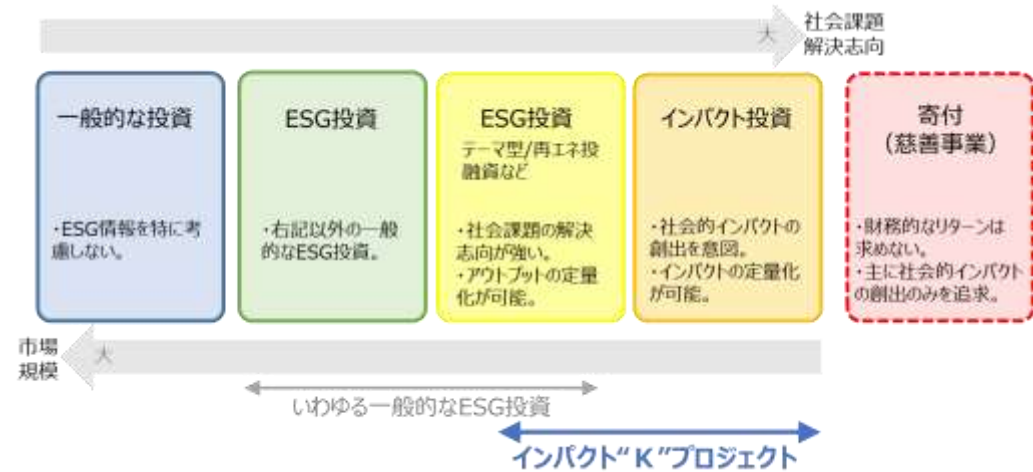 大
社会課題
解決志向
一般的な投資
・ESG情報を特に考
慮しない。
ESG投資
・右記以外の一般
的なESG投資。
ESG投資
テーマ型/再エネ投
融資など
・社会課題の解決
志向が強い。
・アウトプットの定量
化が可能。
インパクト投資
・社会的インパクトの
創出を意図。
・インパクトの定量化
が可能。
寄付
（慈善事業）
・財務的なリターンは
求めない。
・主に社会的インパクト
の創出のみを追求。
市場
規模
大
いわゆる一般的なESG投資
インパクト“K”プロジェクト